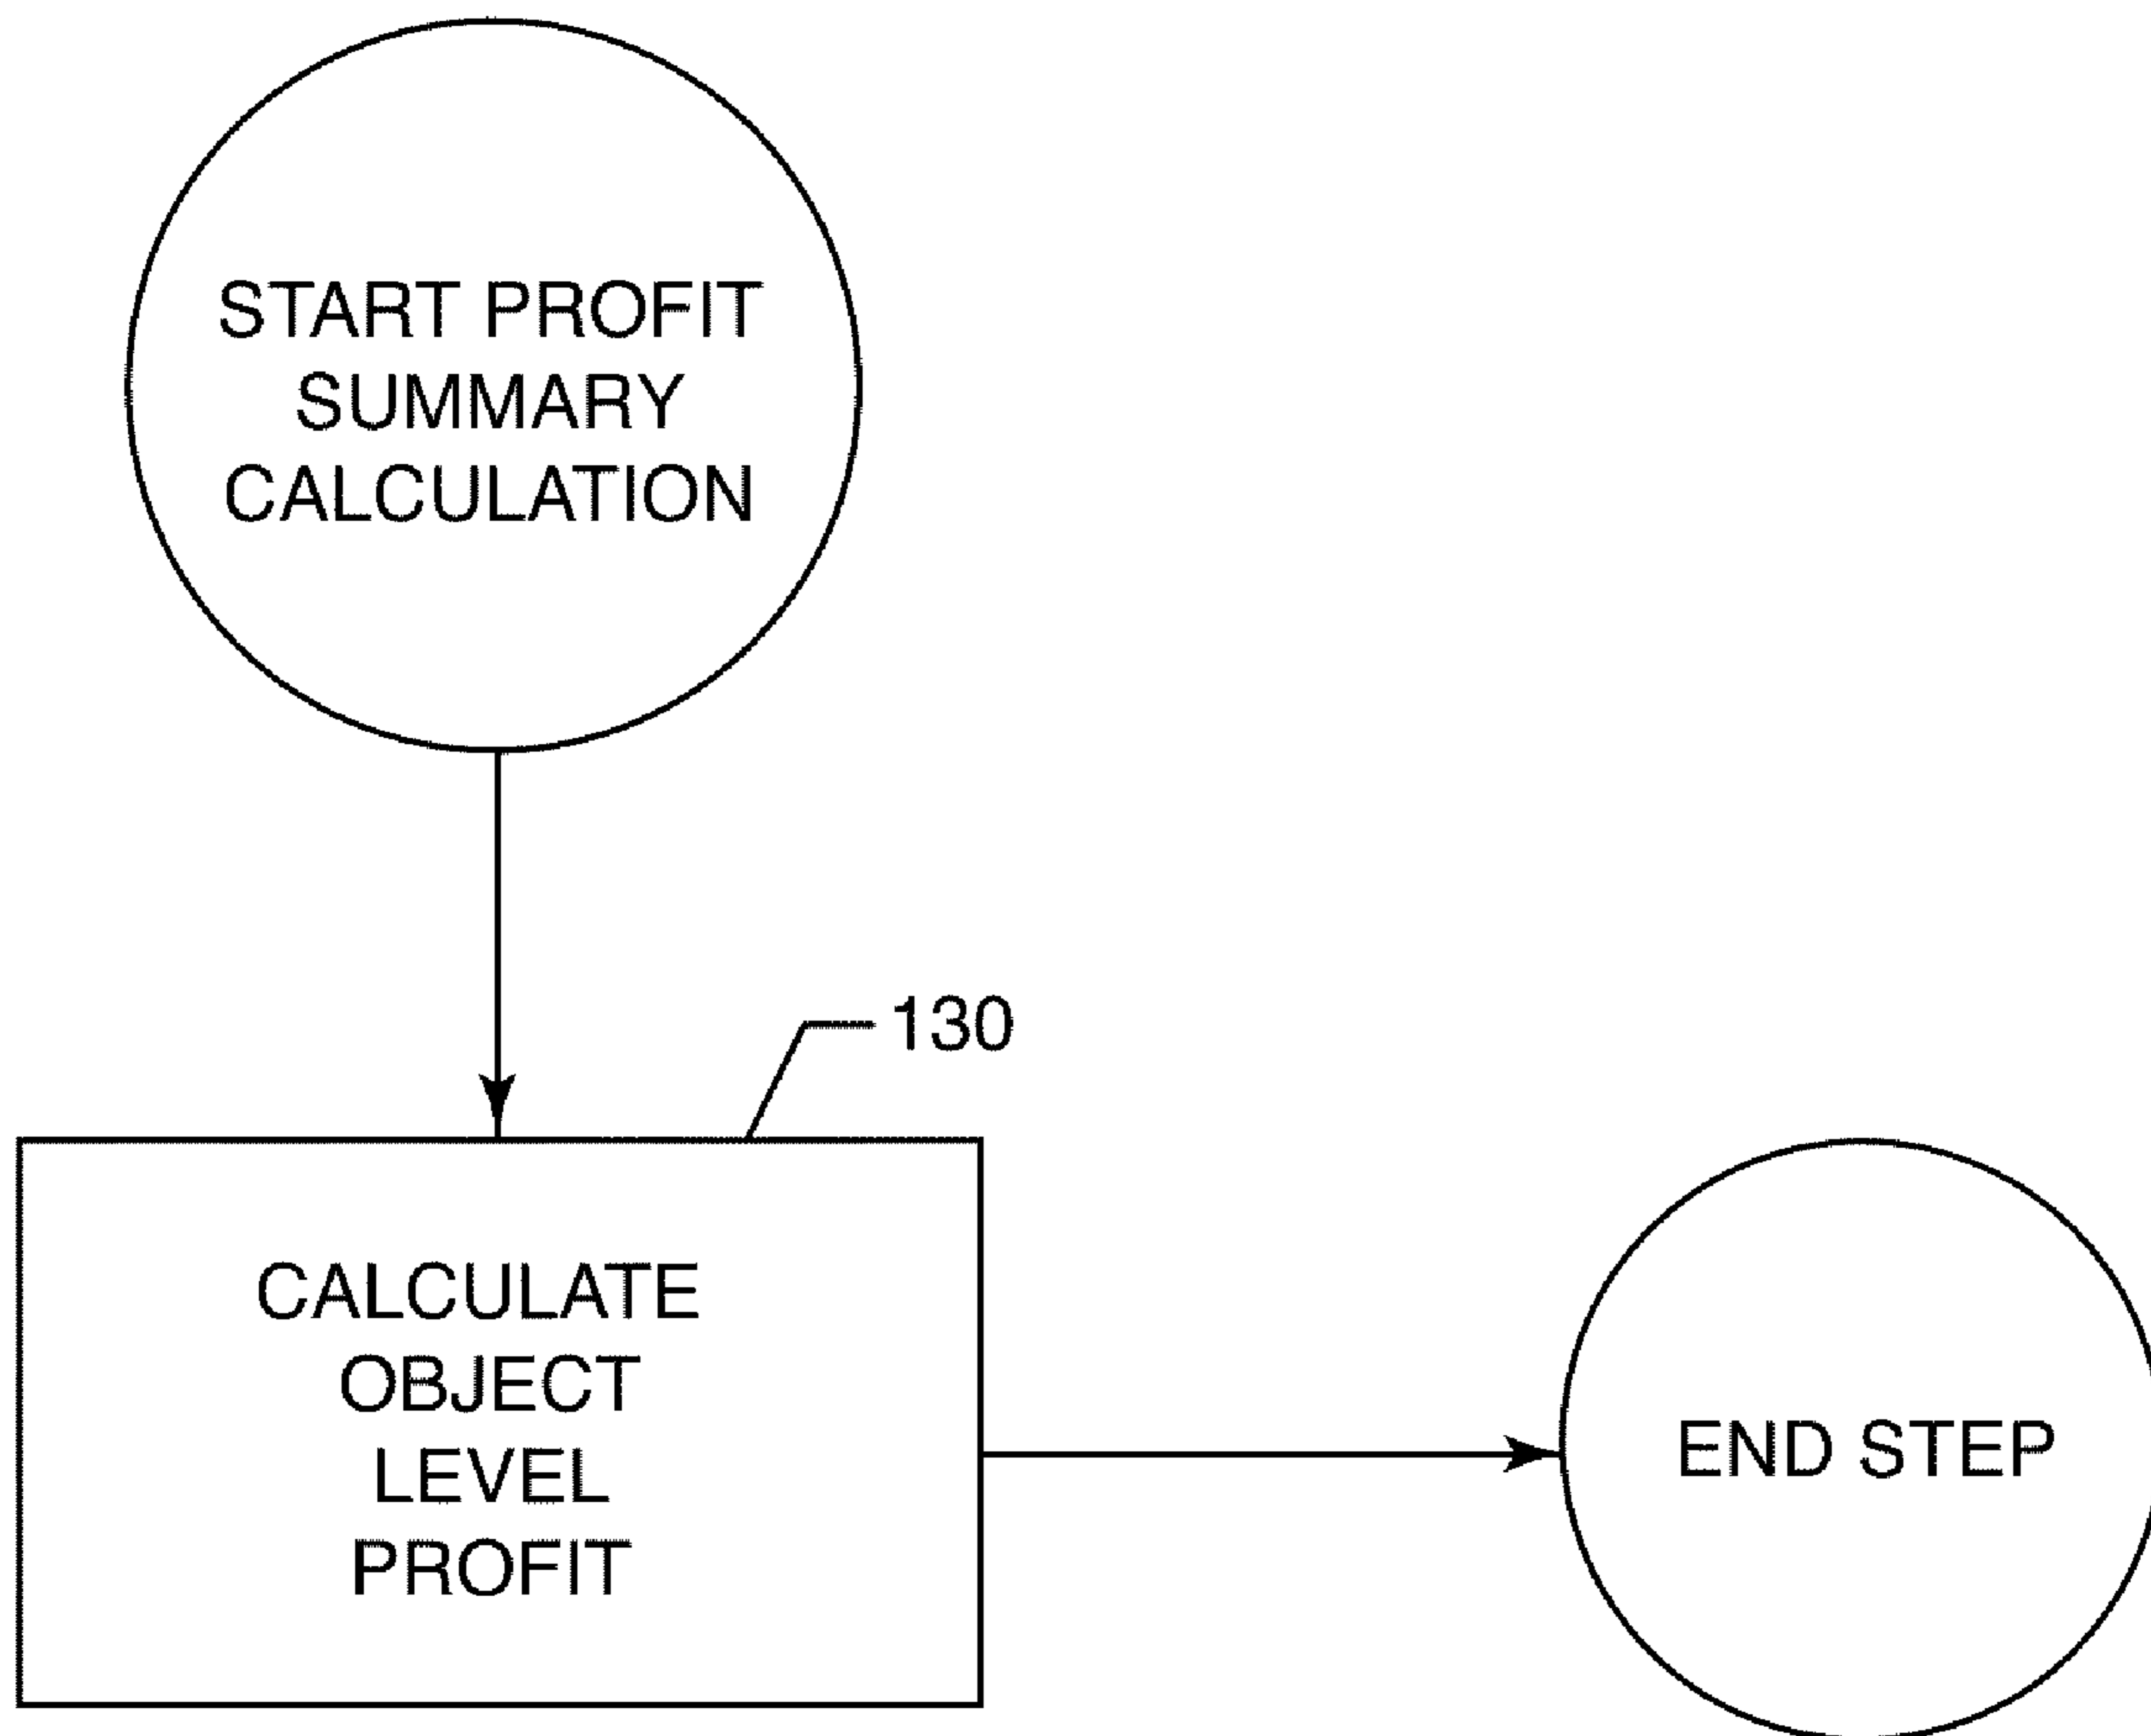 START PROFIT
SUMMARY
CALCULATION
130
CALCULATE
OBJECT
LEVEL
PROFIT
END STEP